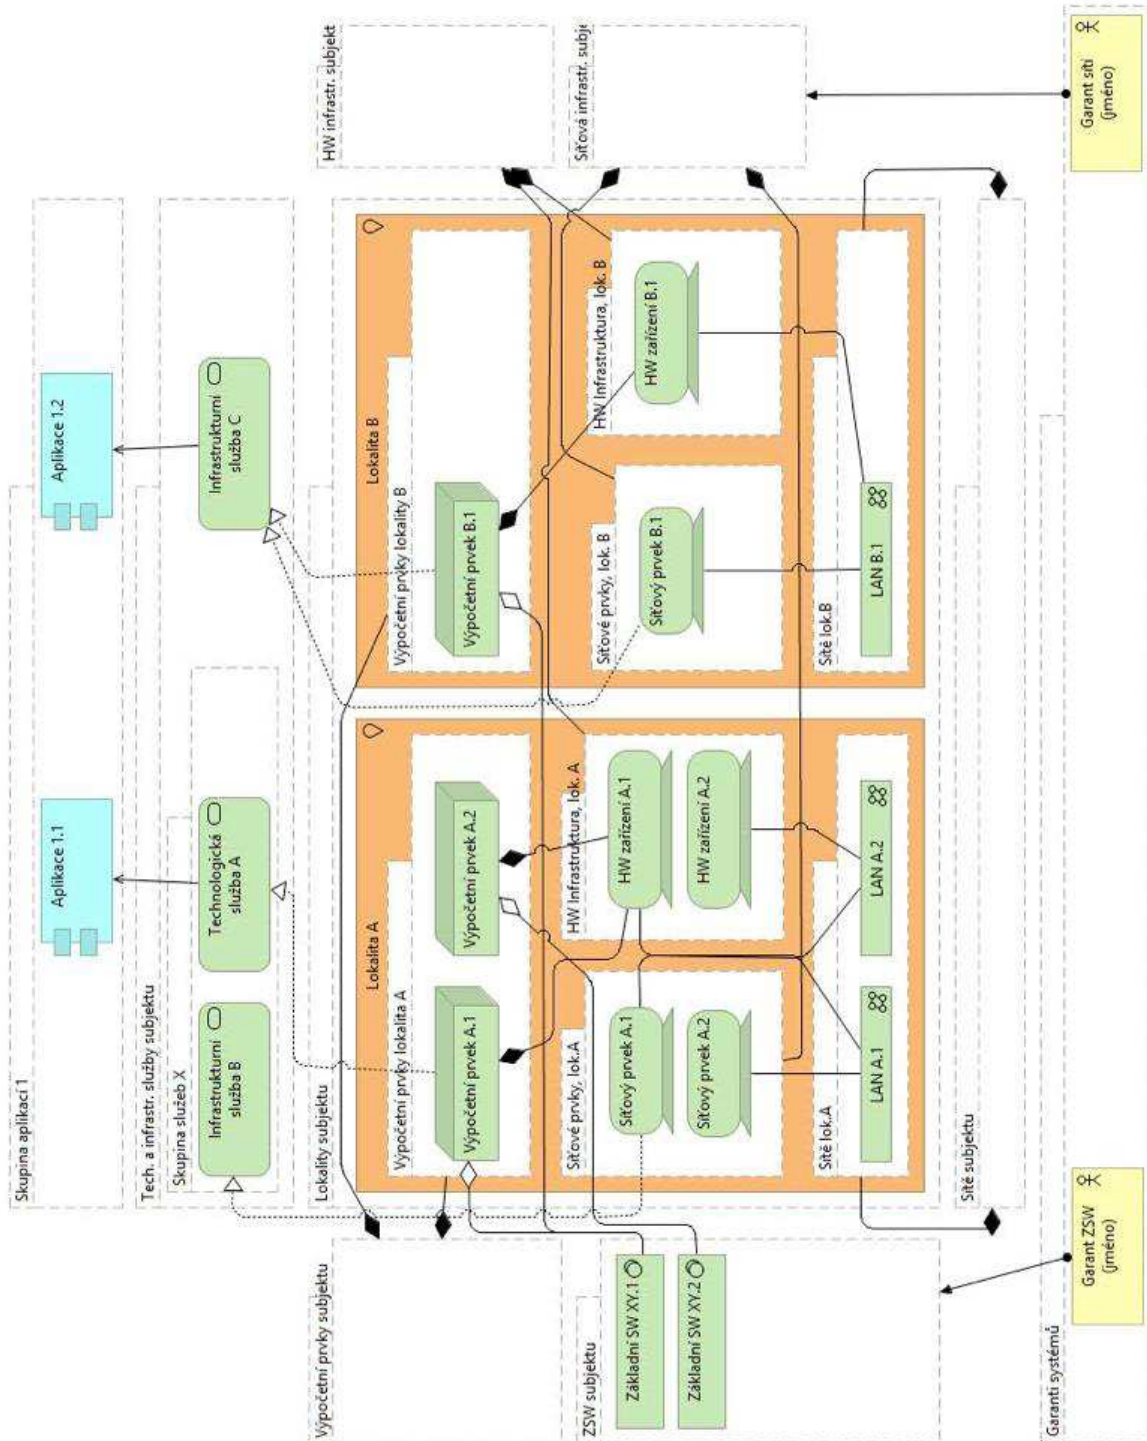 Skupina aplikací 1
Aplikace 1.1
Aplikace 1.2
Tech. a infrastr. služby subjektu
Skupina služeb X
Infrastrukturní
služba B
Technologická
služba A
Infrastrukturní
služba C
Výpočetní prvky subjektu
Lokality subjektu
HW infrastr. subjekt
Lokalita A
Lokalita B
Výpočetní prvky lokalita A
Výpočetní prvky lokality B
Výpočetní prvek A.1
Výpočetní prvek A.2
Výpočetní prvek B.1
ZSW subjektu
Základní SW XY.1
Základní SW XY.2
Síťové prvky, lok.A
HW Infrastruktura, lok. A
Síťové prvky, lok. B
HW Infrastruktura, lok. B
Síťová infrastr. subje
Síťový prvek A.1
HW zařízení A.1
Síťový prvek B.1
HW zařízení B.1
Síťový prvek A.2
HW zařízení A.2
Sítě lok.A
Sítě lok.B
LAN A.1
LAN A.2
LAN B.1
Sítě subjektu
Garanti systémů
Garant ZSW
(jméno)
Garant sítí
(jméno)